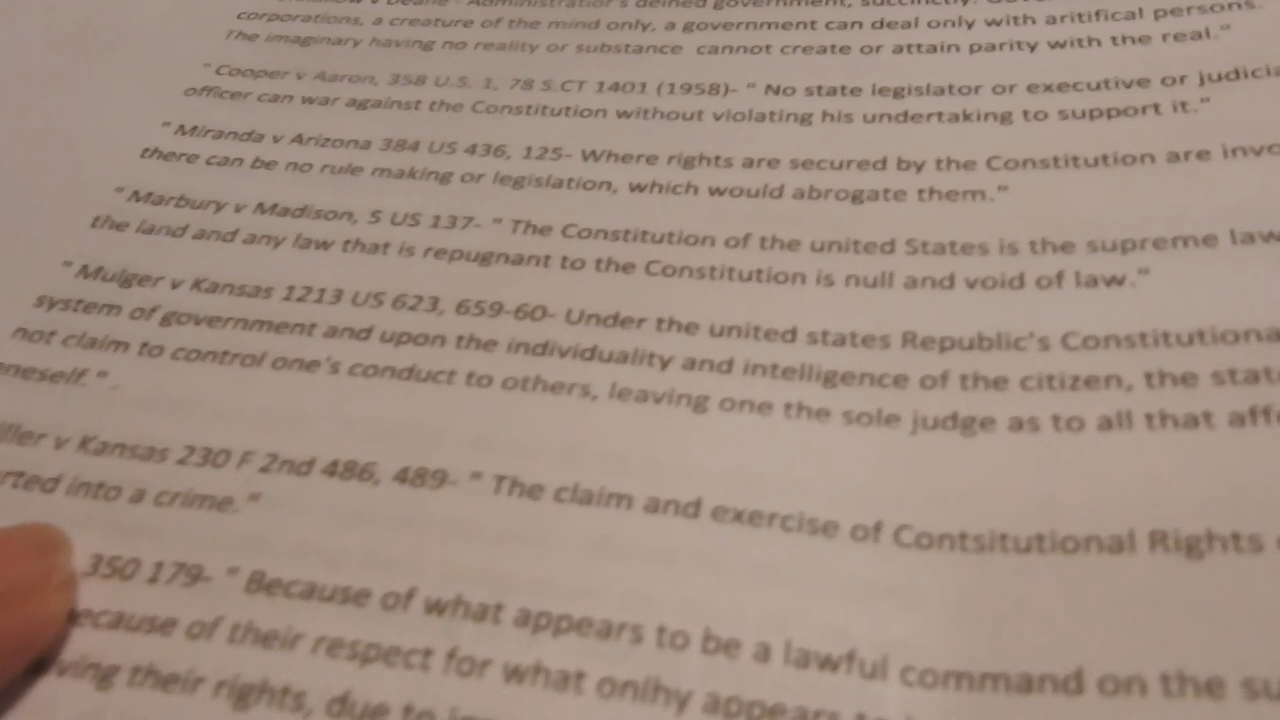 Administration's deined government, succinctly.
corporations, a creature of the mind only, a government can deal only with aritifical persons.
The imaginary having no reality or substance cannot create or attain parity with the real."
" Cooper v Aaron, 358 U.S. 1, 78 S.CT 1401 (1958)- " No state legislator or executive or judicia
officer can war against the Constitution without violating his undertaking to support it."
" Miranda v Arizona 384 US 436, 125- Where rights are secured by the Constitution are invo
there can be no rule making or legislation, which would abrogate them."
" Marbury v Madison, 5 US 137- " The Constitution of the united States is the supreme law
the land and any law that is repugnant to the Constitution is null and void of law."
" Mulger v Kansas 1213 US 623, 659-60- Under the united states Republic's Constitutiona
system of government and upon the individuality and intelligence of the citizen, the stat
not claim to control one's conduct to others, leaving one the sole judge as to all that aff
neself." .
ller v Kansas 230 F 2nd 486, 489- " The claim and exercise of Contsitutional Rights
rted into a crime."
350 179- " Because of what appears to be a lawful command on the su
ecause of their respect for what onlhy appears
ving their rights, due to